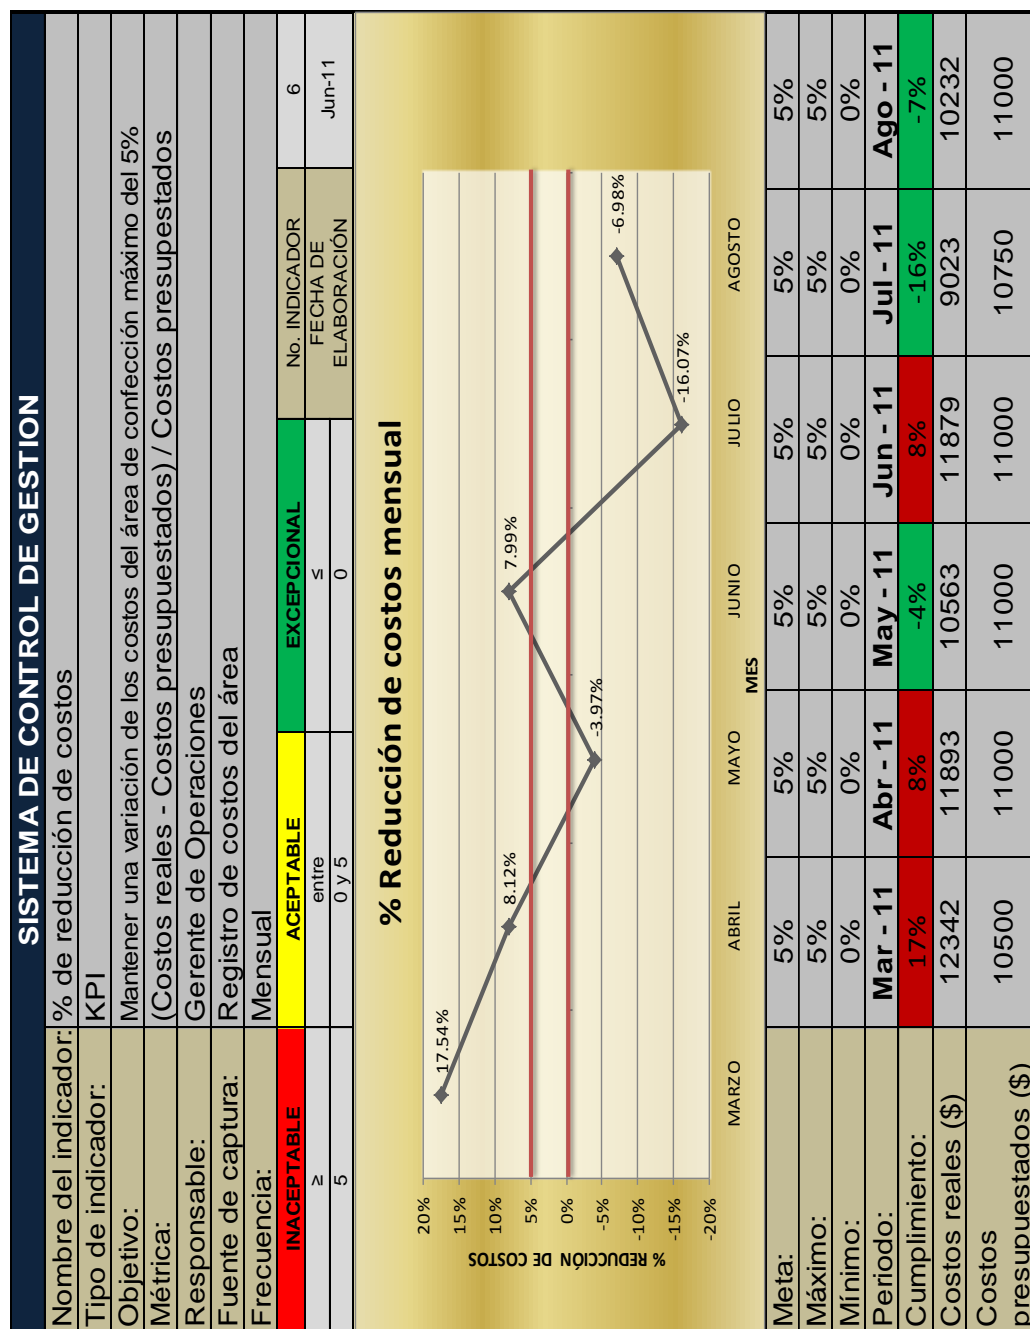 SISTEMA DE CONTROL DE GESTION
Nombre del indicador: % de reducción de costos
Tipo de indicador: KPI
Objetivo: Mantener una variación de los costos del área de confección máximo del 5%
Métrica: (Costos reales - Costos presupuestados) / Costos presupestados
Responsable: Gerente de Operaciones
Fuente de captura: Registro de costos del área
Frecuencia: Mensual
INACEPTABLE ACEPTABLE EXCEPCIONAL No. INDICADOR 6
≥ entre ≤ FECHA DE Jun-11
5 0 y 5 0 ELABORACIÓN
% Reducción de costos mensual
% REDUCCIÓN DE COSTOS
20%
15%
10%
5%
0%
-5%
-10%
-15%
-20%
17.54% 8.12% -3.97% 7.99% -16.07% -6.98%
MARZO ABRIL MAYO JUNIO JULIO AGOSTO
MES
Meta: 5% 5% 5% 5% 5% 5%
Máximo: 5% 5% 5% 5% 5% 5%
Mínimo: 0% 0% 0% 0% 0% 0%
Periodo: Mar - 11 Abr - 11 May - 11 Jun - 11 Jul - 11 Ago - 11
Cumplimiento: 17% 8% -4% 8% -16% -7%
Costos reales ($) 12342 11893 10563 11879 9023 10232
Costos
presupuestados ($) 10500 11000 11000 11000 10750 11000